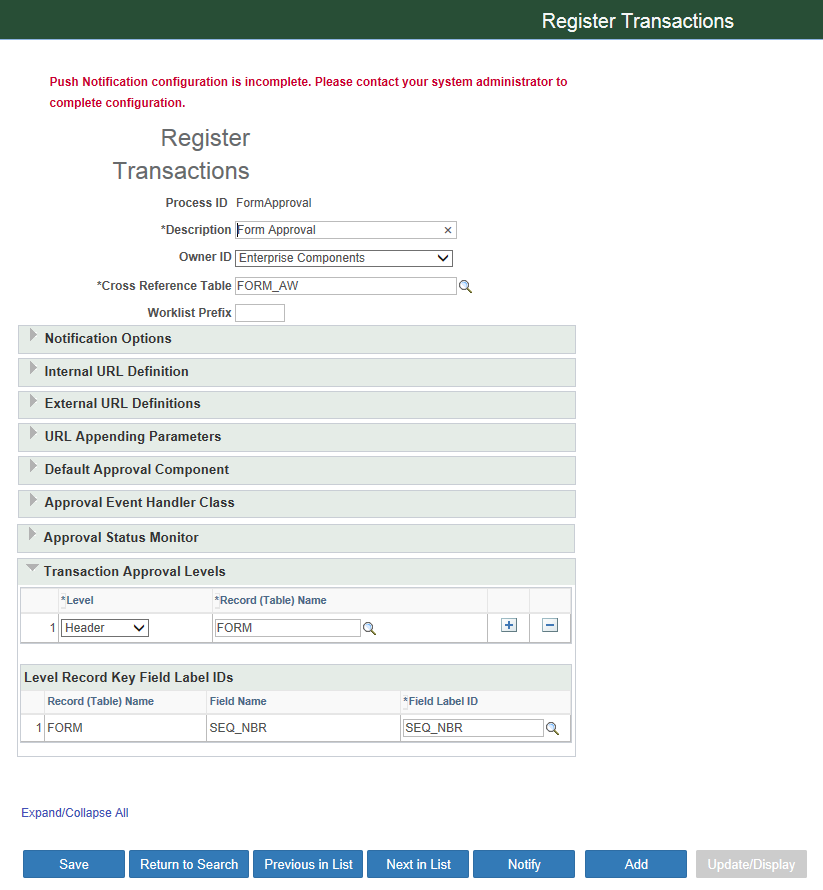 Register Transactions
Push Notification configuration is incomplete. Please contact your system administrator to
complete configuration.
Register
Transactions
Process ID FormApproval
*Description Form Approval ×
Owner ID Enterprise Components
*Cross Reference Table FORM_AW
Worklist Prefix
Notification Options
Internal URL Definition
External URL Definitions
URL Appending Parameters
Default Approval Component
Approval Event Handler Class
Approval Status Monitor
Transaction Approval Levels
*Level *Record (Table) Name
1 Header FORM + −
Level Record Key Field Label IDs
Record (Table) Name Field Name *Field Label ID
1 FORM SEQ_NBR SEQ_NBR
Expand/Collapse All
Save Return to Search Previous in List Next in List Notify Add Update/Display